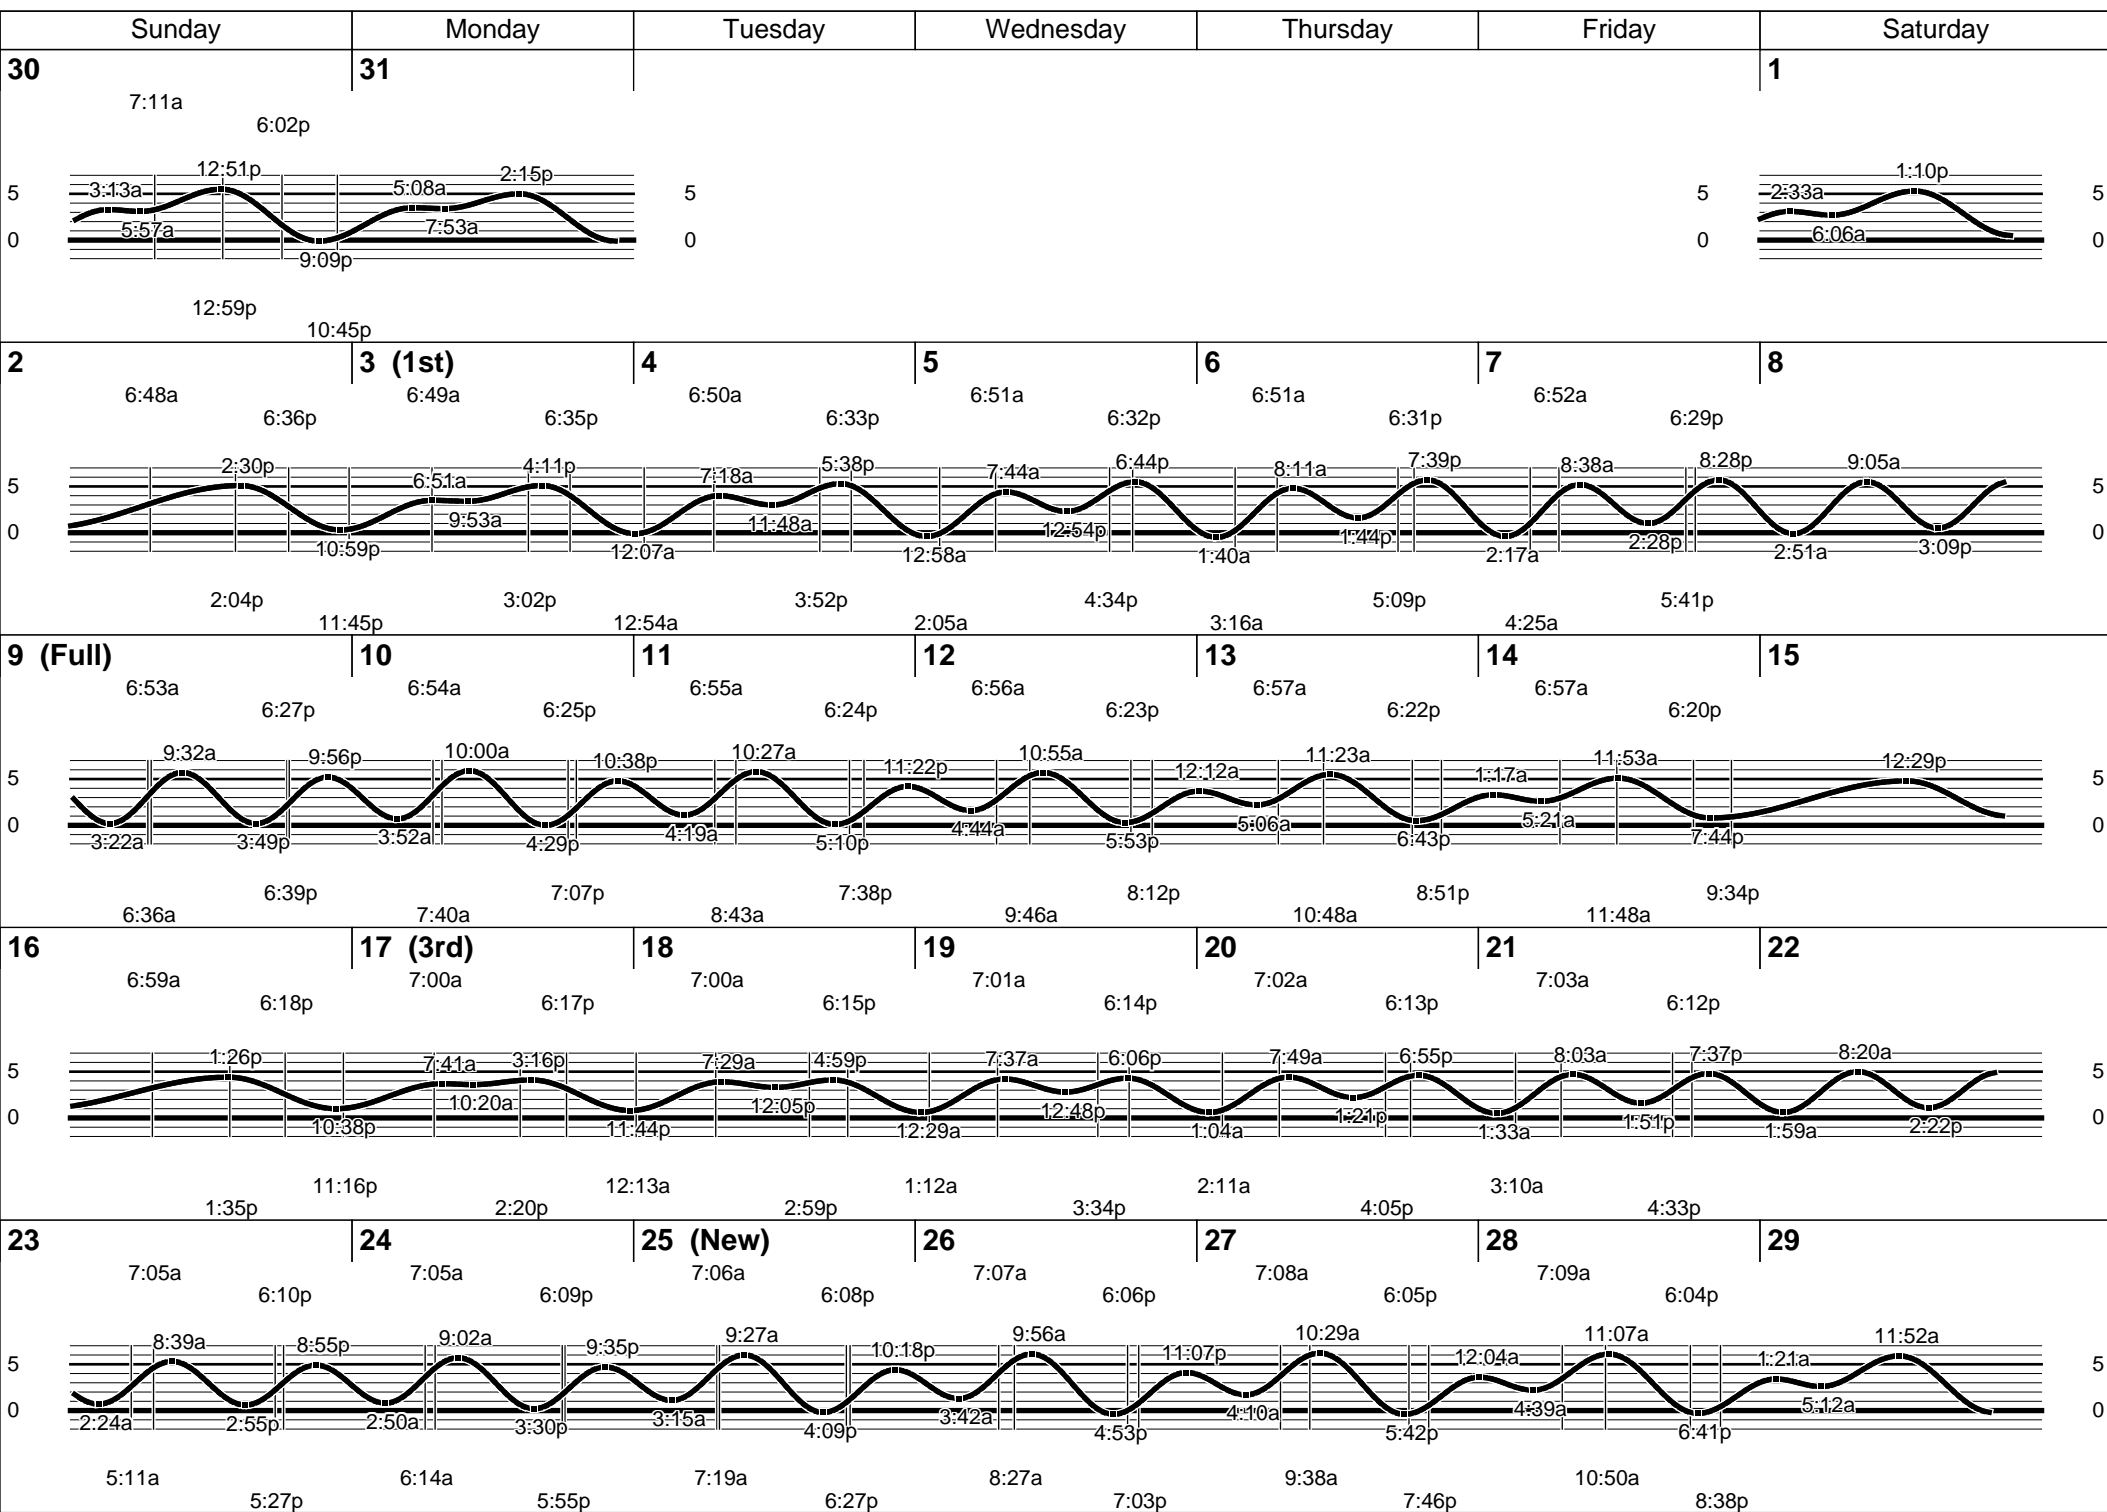 Sunday Monday Tuesday Wednesday Thursday Friday Saturday
30 31 1
7:11a
6:02p
12:51p 2:15p 1:10p
5 3:13a 5:08a 5 5 2:33a 5
5:57a 7:53a 6:06a
0 0 0 0
9:09p
12:59p
10:45p
2 3 (1st) 4 5 6 7 8
6:48a 6:49a 6:50a 6:51a 6:51a 6:52a
6:36p 6:35p 6:33p 6:32p 6:31p 6:29p
2:30p 6:51a 4:11p 7:18a 5:38p 7:44a 6:44p 8:11a 7:39p 8:38a 8:28p 9:05a
5 5
0 0
10:59p 9:53a 12:07a 11:48a 12:58a 12:54p 1:40a 1:44p 2:17a 2:28p 2:51a 3:09p
2:04p 3:02p 3:52p 4:34p 5:09p 5:41p
11:45p 12:54a 2:05a 3:16a 4:25a
9 (Full) 10 11 12 13 14 15
6:53a 6:54a 6:55a 6:56a 6:57a 6:57a
6:27p 6:25p 6:24p 6:23p 6:22p 6:20p
9:32a 9:56p 10:00a 10:38p 10:27a 11:22p 10:55a 12:12a 11:23a 1:17a 11:53a 12:29p
5 5
0 0
3:22a 3:49p 3:52a 4:29p 4:19a 5:10p 4:44a 5:53p 5:06a 6:43p 5:21a 7:44p
6:39p 7:07p 7:38p 8:12p 8:51p 9:34p
6:36a 7:40a 8:43a 9:46a 10:48a 11:48a
16 17 (3rd) 18 19 20 21 22
6:59a 7:00a 7:00a 7:01a 7:02a 7:03a
6:18p 6:17p 6:15p 6:14p 6:13p 6:12p
1:26p 7:41a 3:16p 7:29a 4:59p 7:37a 6:06p 7:49a 6:55p 8:03a 7:37p 8:20a
5 5
0 0
10:38p 10:20a 11:44p 12:05p 12:29a 12:48p 1:04a 1:21p 1:33a 1:51p 1:59a 2:22p
11:16p 12:13a 1:12a 2:11a 3:10a
1:35p 2:20p 2:59p 3:34p 4:05p 4:33p
23 24 25 (New) 26 27 28 29
7:05a 7:05a 7:06a 7:07a 7:08a 7:09a
6:10p 6:09p 6:08p 6:06p 6:05p 6:04p
8:39a 8:55p 9:02a 9:35p 9:27a 10:18p 9:56a 11:07p 10:29a 12:04a 11:07a 1:21a 11:52a
5 5
0 0
2:24a 2:55p 2:50a 3:30p 3:15a 4:09p 3:42a 4:53p 4:10a 5:42p 4:39a 6:41p 5:12a
5:11a 6:14a 7:19a 8:27a 9:38a 10:50a
5:27p 5:55p 6:27p 7:03p 7:46p 8:38p